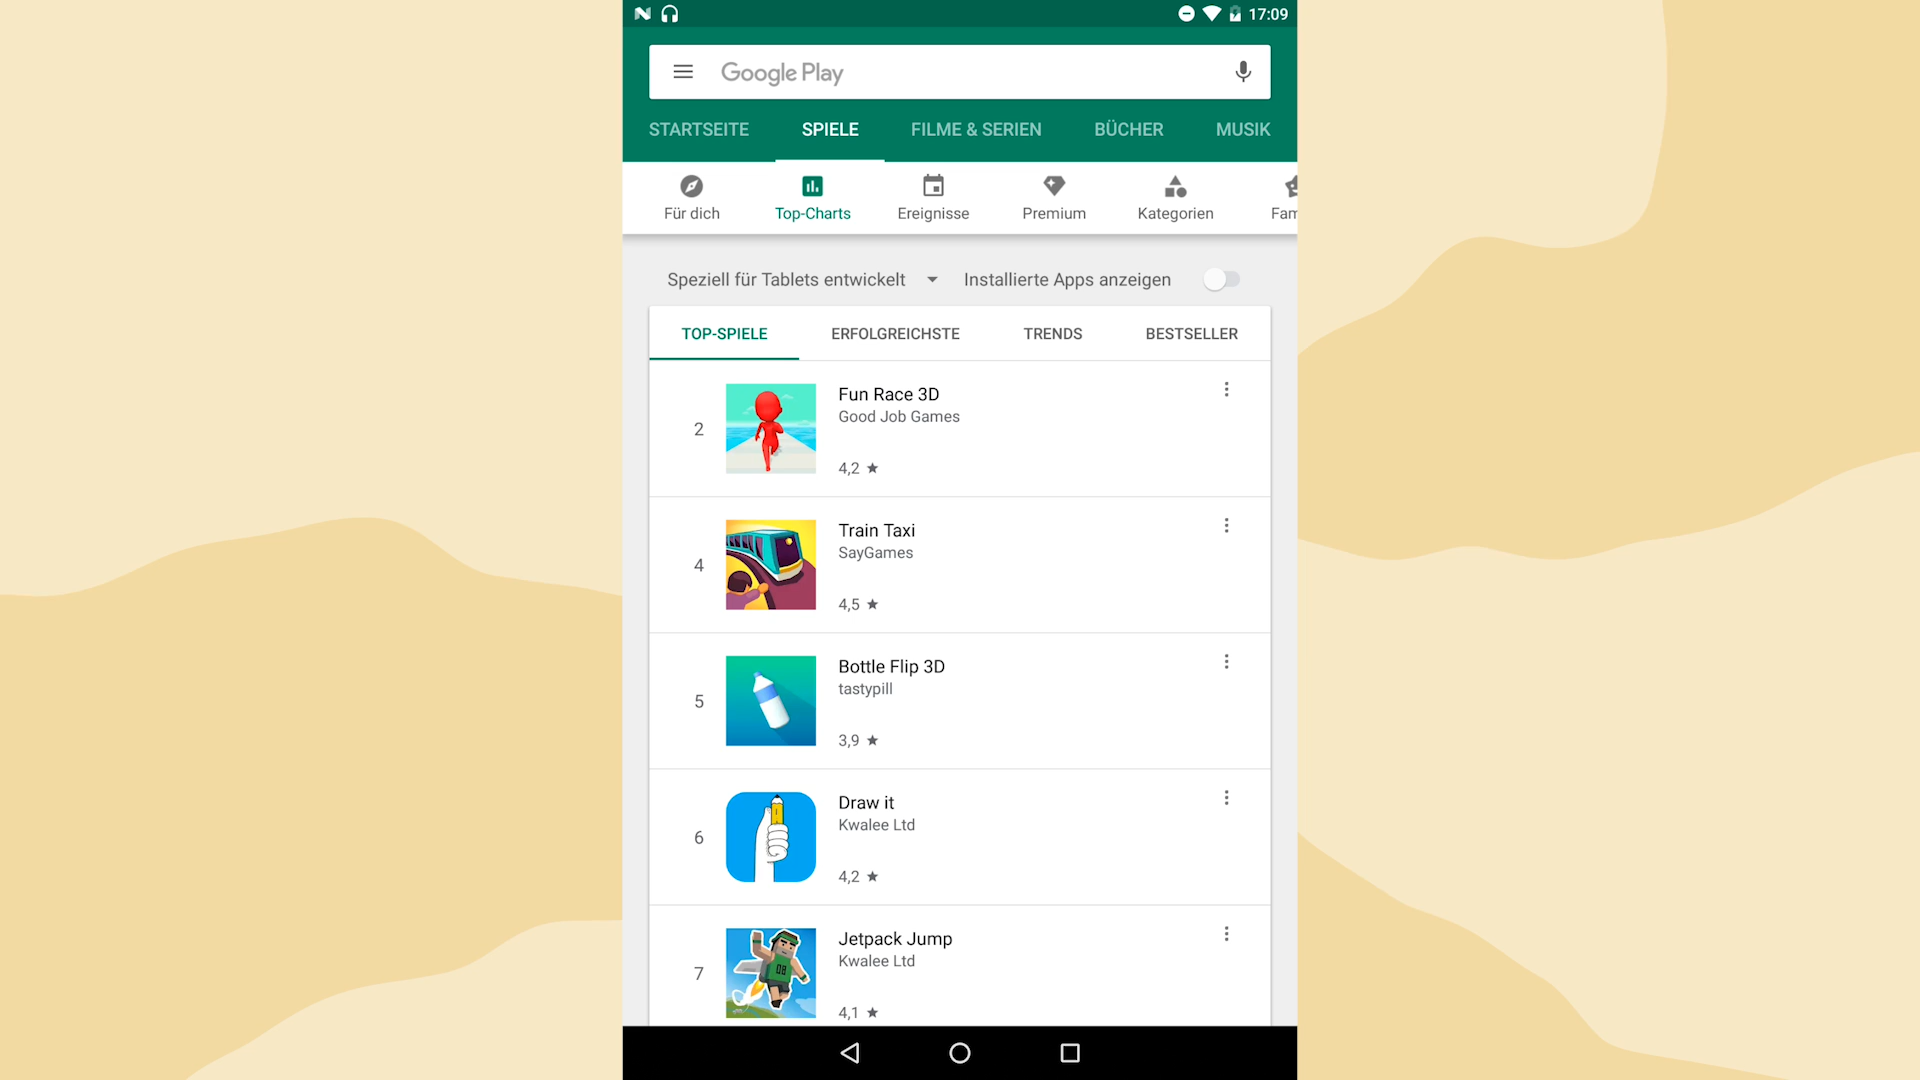 17:09
Google Play
STARTSEITE SPIELE FILME & SERIEN BÜCHER MUSIK
Für dich Top-Charts Ereignisse Premium Kategorien Fam
Speziell für Tablets entwickelt Installierte Apps anzeigen
TOP-SPIELE ERFOLGREICHSTE TRENDS BESTSELLER
2
Fun Race 3D
Good Job Games
4,2 ★
4
Train Taxi
SayGames
4,5 ★
5
Bottle Flip 3D
tastypill
3,9 ★
6
Draw it
Kwalee Ltd
4,2 ★
7
Jetpack Jump
Kwalee Ltd
4,1 ★